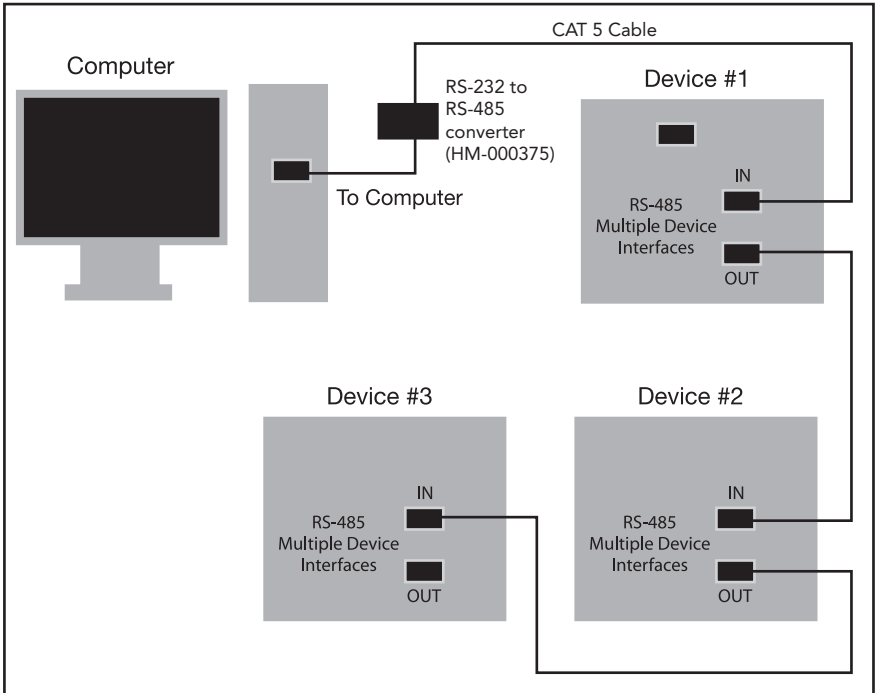 CAT 5 Cable
Computer
RS-232 to
RS-485
converter
(HM-000375)
To Computer
Device #1
IN
RS-485
Multiple Device
Interfaces
OUT
Device #3
IN
RS-485
Multiple Device
Interfaces
OUT
Device #2
IN
RS-485
Multiple Device
Interfaces
OUT